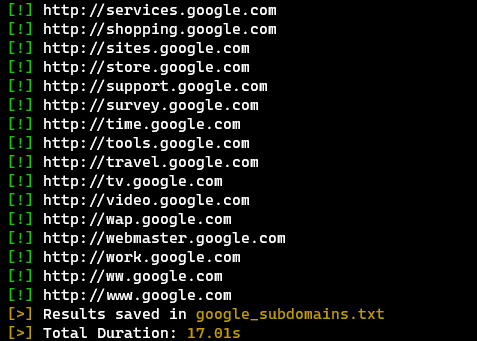 [!] http://services.google.com
[!] http://shopping.google.com
[!] http://sites.google.com
[!] http://store.google.com
[!] http://support.google.com
[!] http://survey.google.com
[!] http://time.google.com
[!] http://tools.google.com
[!] http://travel.google.com
[!] http://tv.google.com
[!] http://video.google.com
[!] http://wap.google.com
[!] http://webmaster.google.com
[!] http://work.google.com
[!] http://ww.google.com
[!] http://www.google.com
[>] Results saved in google_subdomains.txt
[>] Total Duration: 17.01s